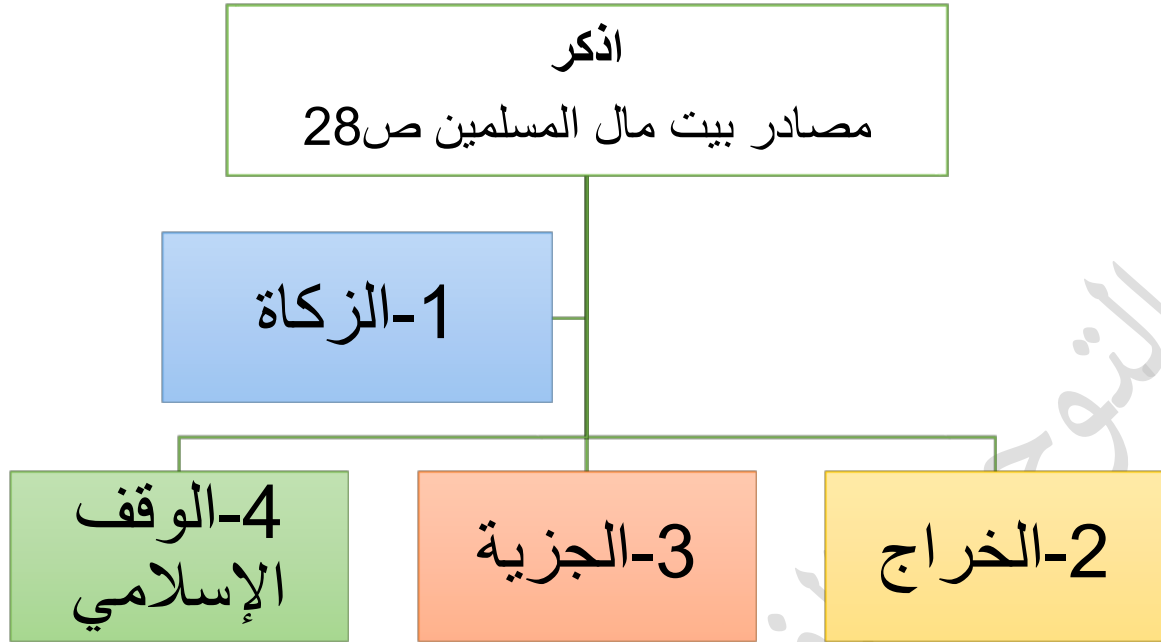 اذكر
مصادر بيت مال المسلمين ص28
1-الزكاة
2-الخراج
3-الجزية
4-الوقف
الإسلامي